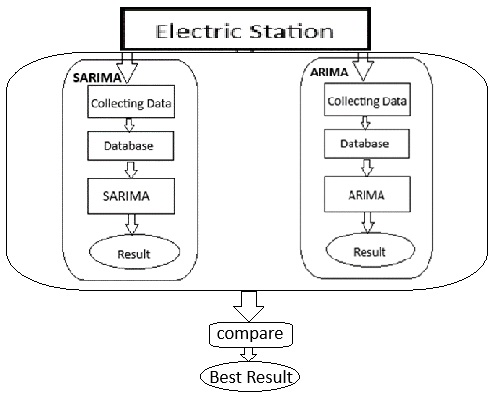 Electric Station
SARIMA
Collecting Data
Database
SARIMA
Result
ARIMA
Collecting Data
Database
ARIMA
Result
compare
Best Result